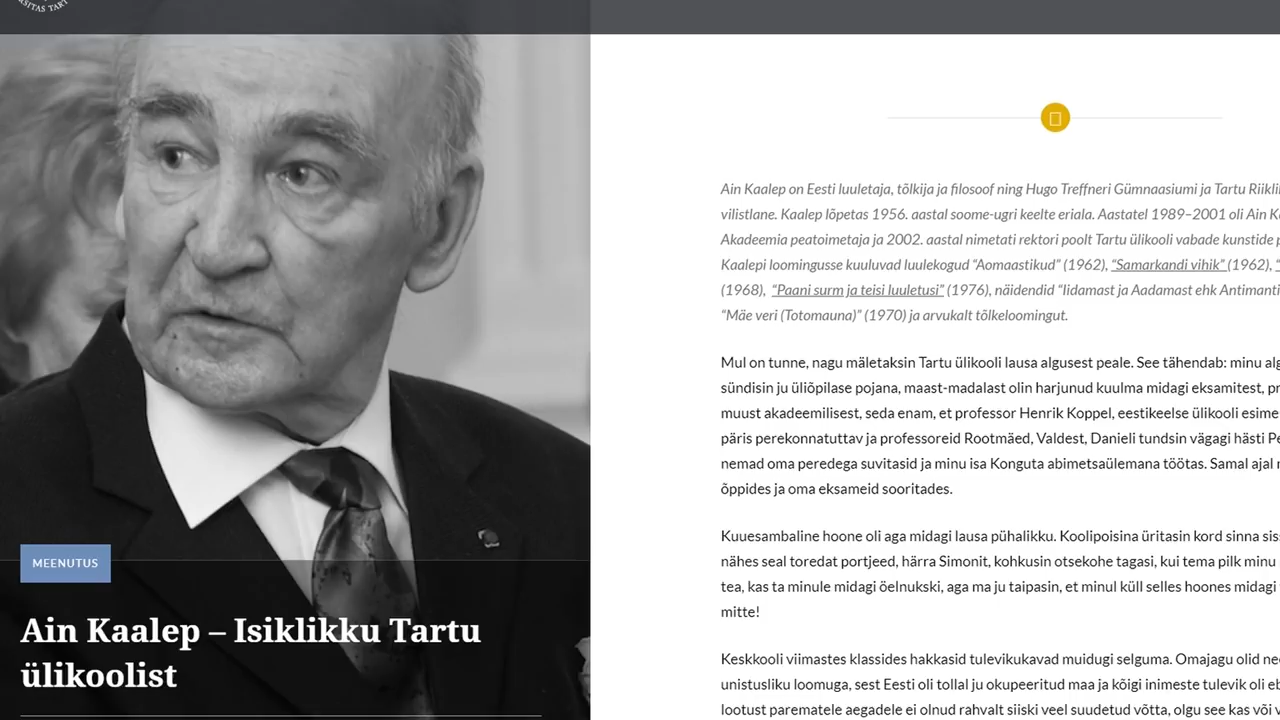 MEENUTUS
Ain Kaalep – Isiklikku Tartu
ülikoolist
Ain Kaalep on Eesti luuletaja, tõlkija ja filosoof ning Hugo Treffneri Gümnaasiumi ja Tartu
vilistlane. Kaalep lõpetas 1956. aastal soome-ugri keelte eriala. Aastatel 1989–2001 oli Ain
Akadeemia peatoimetaja ja 2002. aastal nimetati rektori poolt Tartu ülikooli vabade kunstide
Kaalepi loomingusse kuuluvad luulekogud “Aomaastikud” (1962), “Samarkandi vihik” (1962),
(1968), “Paani surm ja teisi luuletusi” (1976), näidendid “Iidamast ja Aadamast ehk
“Mäe veri (Totomauna)” (1970) ja arvukalt tõlkeloomingut.
Mul on tunne, nagu mäletaksin Tartu ülikooli lausa algusest peale. See tähendab: minu
sündisin ju üliõpilase pojana, maast-madalast olin harjunud kuulma midagi eksamitest,
muust akadeemilisest, seda enam, et professor Henrik Koppel, eestikeelse ülikooli
päris perekonnatuttav ja professoreid Rootmäed, Valdest, Danieli tundsin vägagi hästi
nemad oma peredega suvitasid ja minu isa Konguta abimetsaülemana töötas. Samal ajal
õppides ja oma eksameid sooritades.
Kuuesambaline hoone oli aga midagi lausa pühalikku. Koolipoisina üritasin kord sinna
nähes seal toredat portjeed, härra Simonit, kohkusin otsekohe tagasi, kui tema pilk minu
tea, kas ta minule midagi öelnukski, aga ma ju taipasin, et minul küll selles hoones midagi
mitte!
Keskkooli viimastes klassides hakkasid tulevikukavad muidugi selguma. Omajagu olid
unistusliku loomuga, sest Eesti oli tollal ju okupeeritud maa ja kõigi inimeste tulevik oli
lootust parematele aegadele ei olnud rahvalt siiski veel suudetud võtta, olgu see kas või